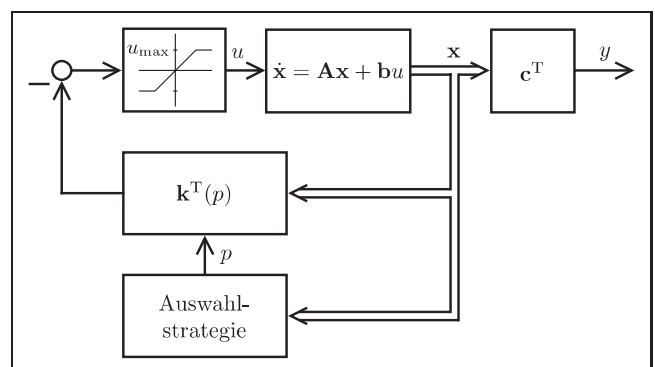 u_max
u
ẋ = Ax + bu
x
c^T
y
k^T(p)
p
Auswahl-
strategie